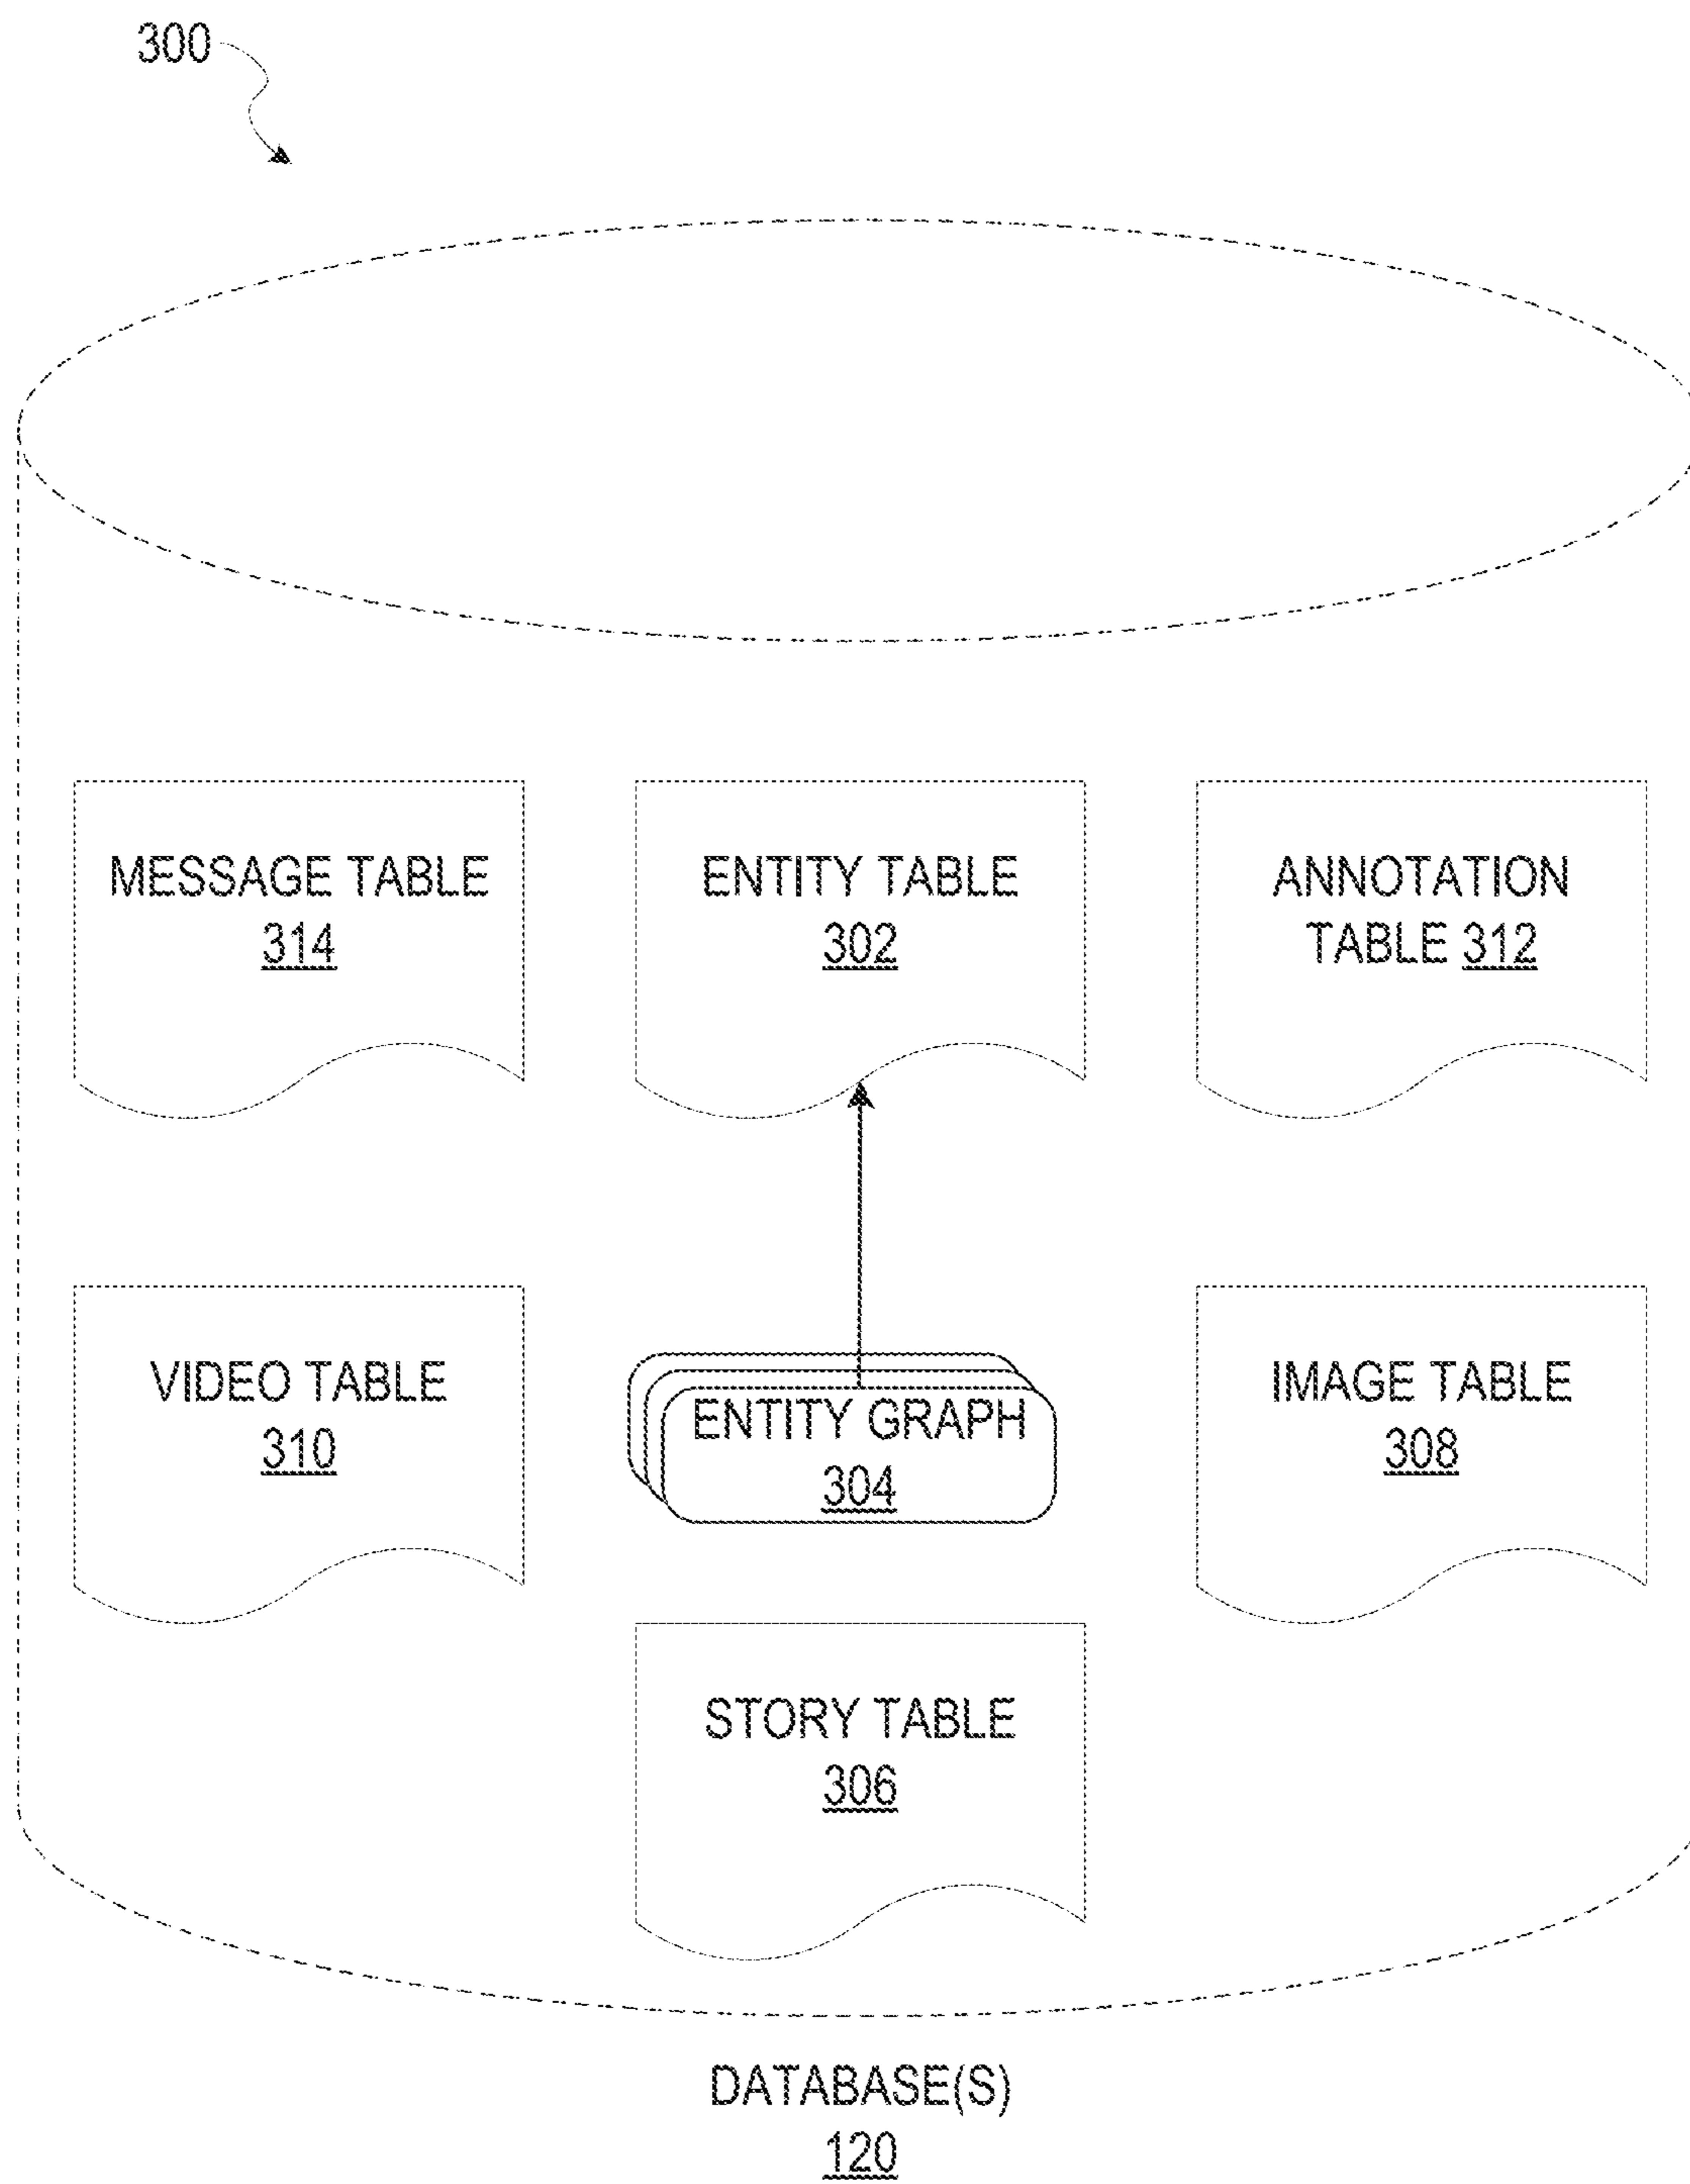 300
MESSAGE TABLE
314
ENTITY TABLE
302
ANNOTATION
TABLE 312
VIDEO TABLE
310
ENTITY GRAPH
304
IMAGE TABLE
308
STORY TABLE
306
DATABASE(S)
120